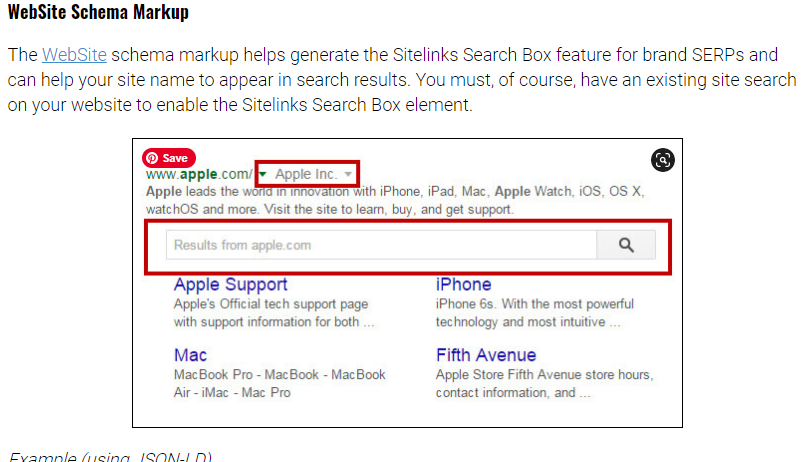 WebSite Schema Markup
The WebSite schema markup helps generate the Sitelinks Search Box feature for brand SERPs and
can help your site name to appear in search results. You must, of course, have an existing site search
on your website to enable the Sitelinks Search Box element.
Save
www.apple.com/ Apple Inc.
Apple leads the world in innovation with iPhone, iPad, Mac, Apple Watch, iOS, OS X,
watchOS and more. Visit the site to learn, buy, and get support.
Results from apple.com
Apple Support
Apple's Official tech support page
with support information for both ...
iPhone
iPhone 6s. With the most powerful
technology and most intuitive ...
Mac
MacBook Pro - MacBook - MacBook
Air - iMac - Mac Pro
Fifth Avenue
Apple Store Fifth Avenue store hours,
contact information, and ...
Example (using JSON-LD)